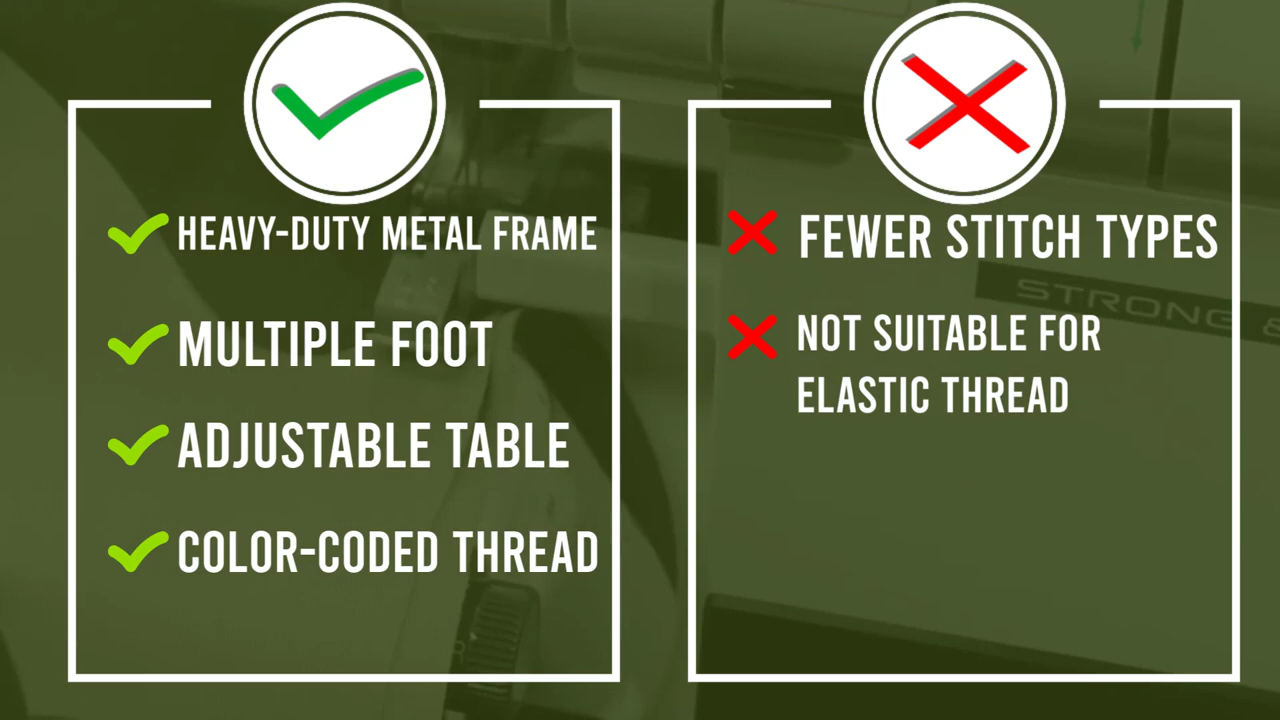 HEAVY-DUTY METAL FRAME
MULTIPLE FOOT
ADJUSTABLE TABLE
COLOR-CODED THREAD
FEWER STITCH TYPES
NOT SUITABLE FOR
ELASTIC THREAD
STRONG &